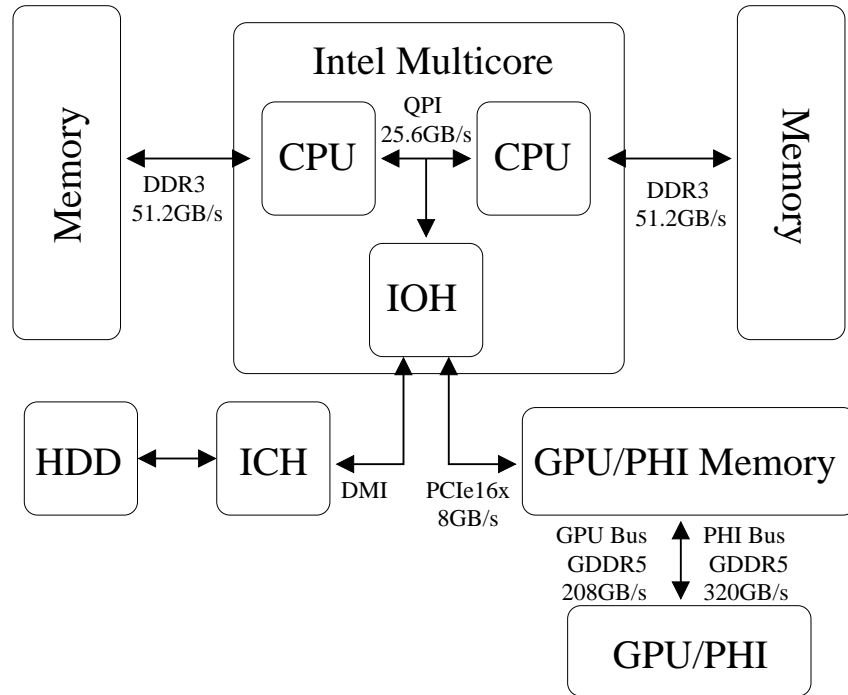 Intel Multicore
Memory
QPI
25.6GB/s
CPU
CPU
Memory
DDR3
51.2GB/s
DDR3
51.2GB/s
IOH
HDD
ICH
DMI
PCIe16x
8GB/s
GPU/PHI Memory
GPU Bus
GDDR5
208GB/s
PHI Bus
GDDR5
320GB/s
GPU/PHI